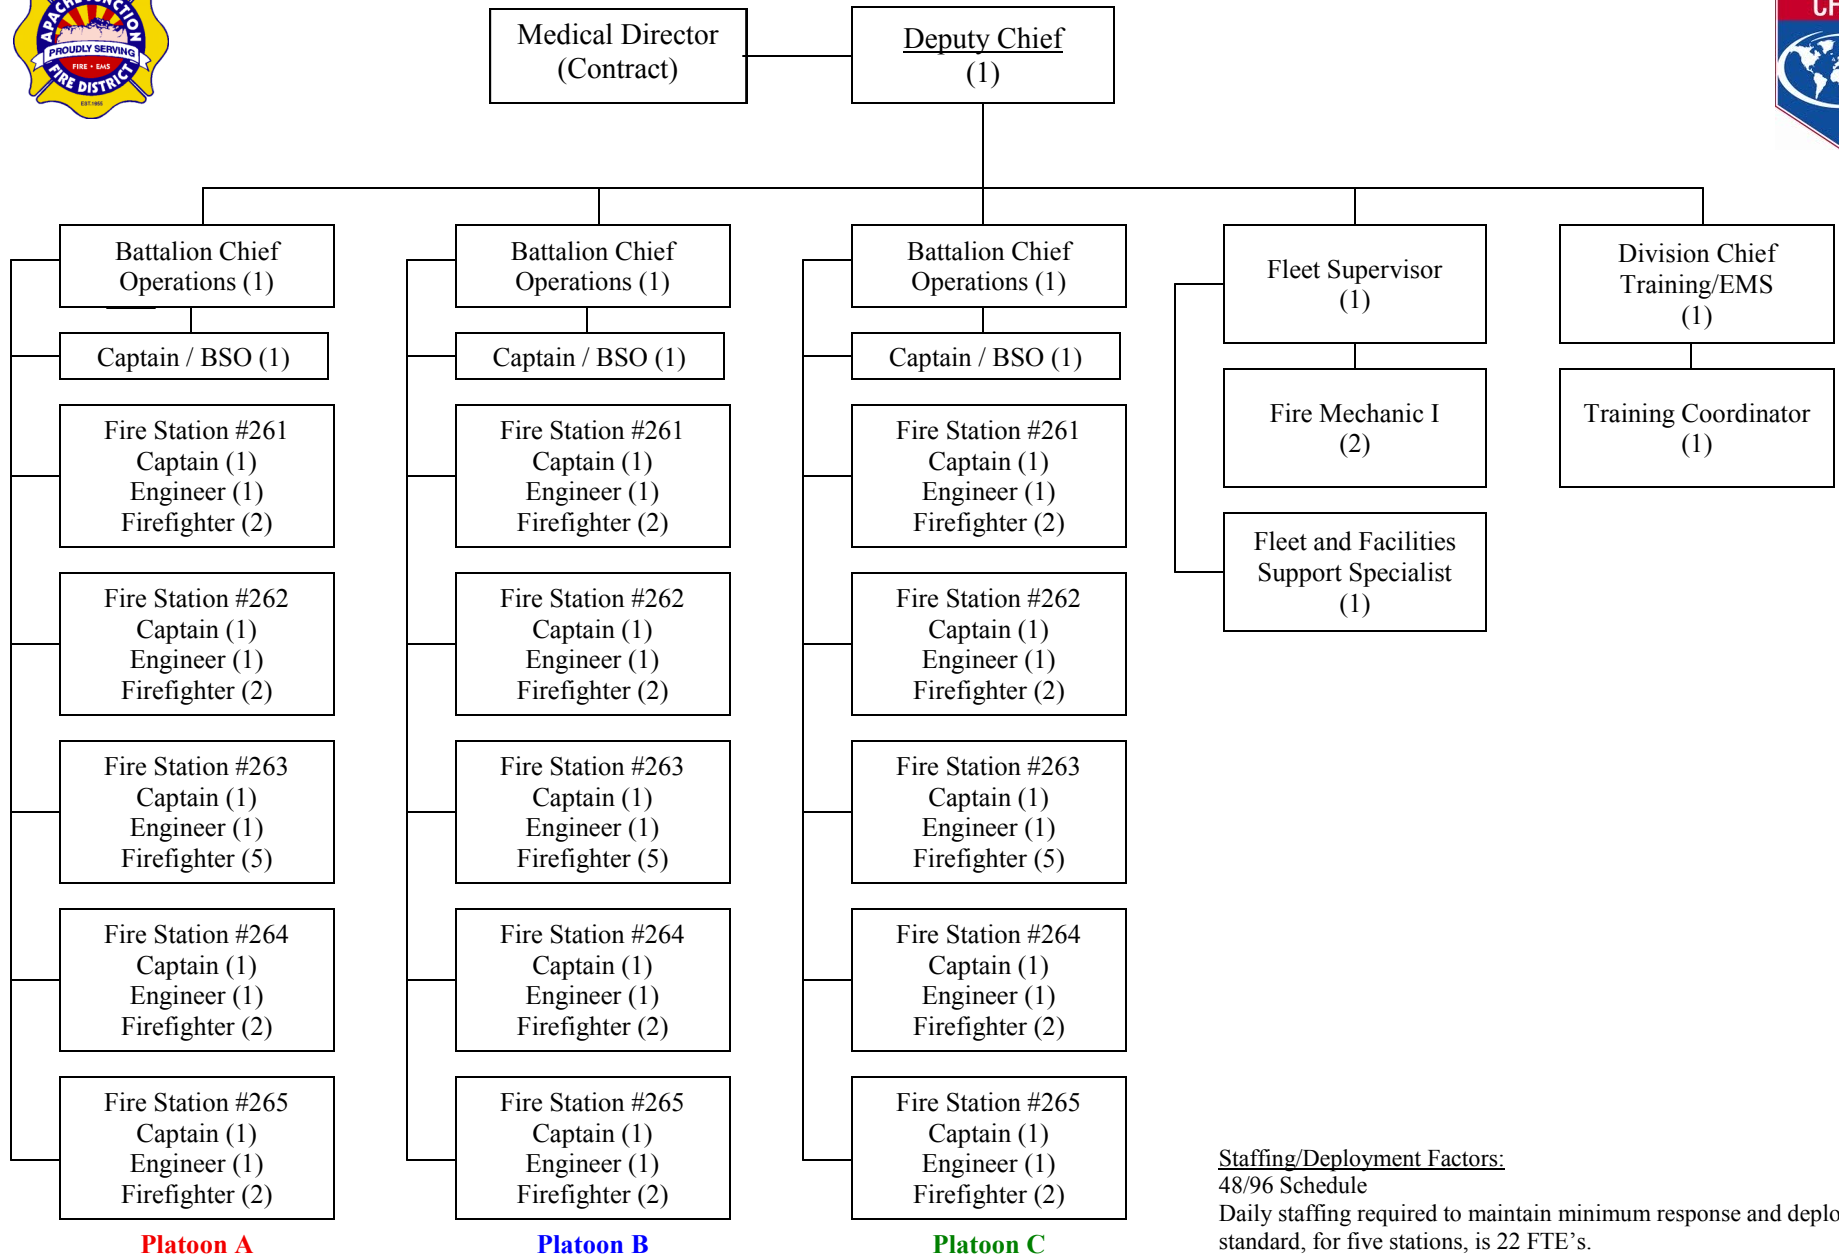 APACHE JUNCTION
PROUDLY SERVING
FIRE • EMS
FIRE DISTRICT
EST. 1955
Medical Director
(Contract)
Deputy Chief
(1)
Battalion Chief
Operations (1)
Captain / BSO (1)
Fire Station #261
Captain (1)
Engineer (1)
Firefighter (2)
Fire Station #262
Captain (1)
Engineer (1)
Firefighter (2)
Fire Station #263
Captain (1)
Engineer (1)
Firefighter (5)
Fire Station #264
Captain (1)
Engineer (1)
Firefighter (2)
Fire Station #265
Captain (1)
Engineer (1)
Firefighter (2)
Platoon A
Battalion Chief
Operations (1)
Captain / BSO (1)
Fire Station #261
Captain (1)
Engineer (1)
Firefighter (2)
Fire Station #262
Captain (1)
Engineer (1)
Firefighter (2)
Fire Station #263
Captain (1)
Engineer (1)
Firefighter (5)
Fire Station #264
Captain (1)
Engineer (1)
Firefighter (2)
Fire Station #265
Captain (1)
Engineer (1)
Firefighter (2)
Platoon B
Battalion Chief
Operations (1)
Captain / BSO (1)
Fire Station #261
Captain (1)
Engineer (1)
Firefighter (2)
Fire Station #262
Captain (1)
Engineer (1)
Firefighter (2)
Fire Station #263
Captain (1)
Engineer (1)
Firefighter (5)
Fire Station #264
Captain (1)
Engineer (1)
Firefighter (2)
Fire Station #265
Captain (1)
Engineer (1)
Firefighter (2)
Platoon C
Fleet Supervisor
(1)
Fire Mechanic I
(2)
Fleet and Facilities
Support Specialist
(1)
Division Chief
Training/EMS
(1)
Training Coordinator
(1)
Staffing/Deployment Factors:
48/96 Schedule
Daily staffing required to maintain minimum response and deplo
standard, for five stations, is 22 FTE’s.